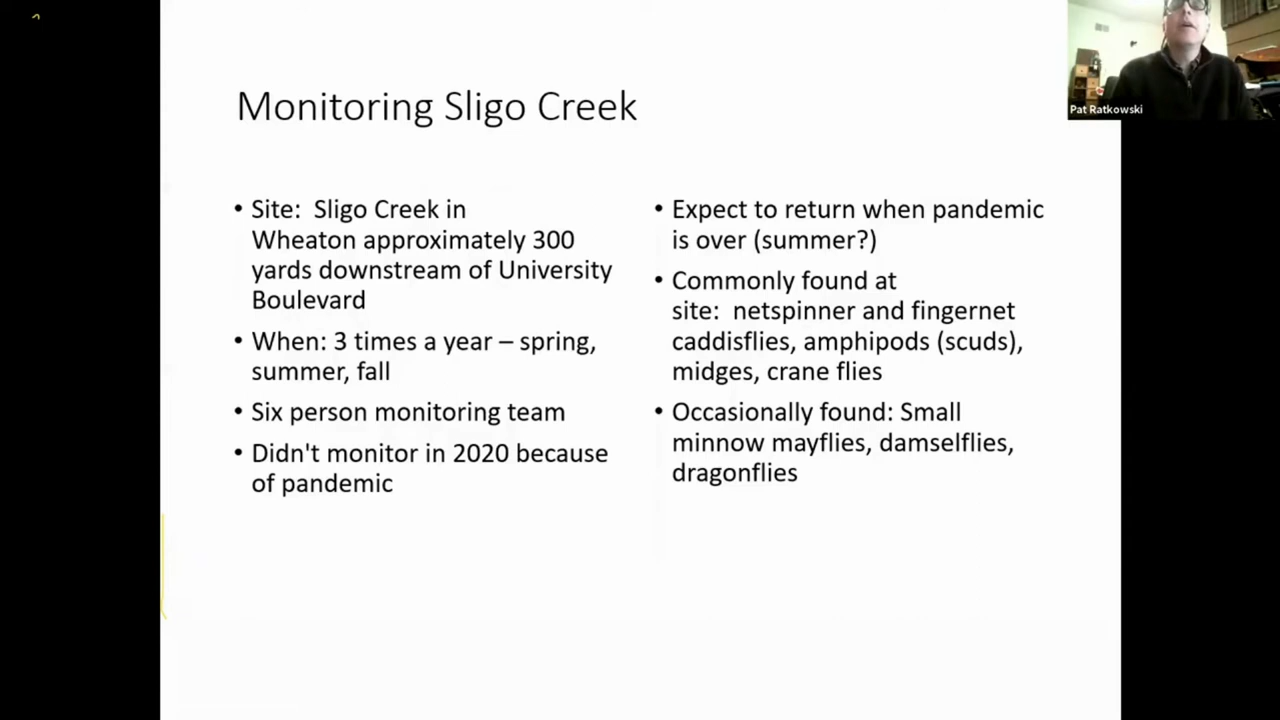 Pat Ratkowski
Monitoring Sligo Creek
• Site:  Sligo Creek in
Wheaton approximately 300
yards downstream of University
Boulevard
• When: 3 times a year – spring,
summer, fall
• Six person monitoring team
• Didn't monitor in 2020 because
of pandemic
• Expect to return when pandemic
is over (summer?)
• Commonly found at
site:  netspinner and fingernet
caddisflies, amphipods (scuds),
midges, crane flies
• Occasionally found: Small
minnow mayflies, damselflies,
dragonflies